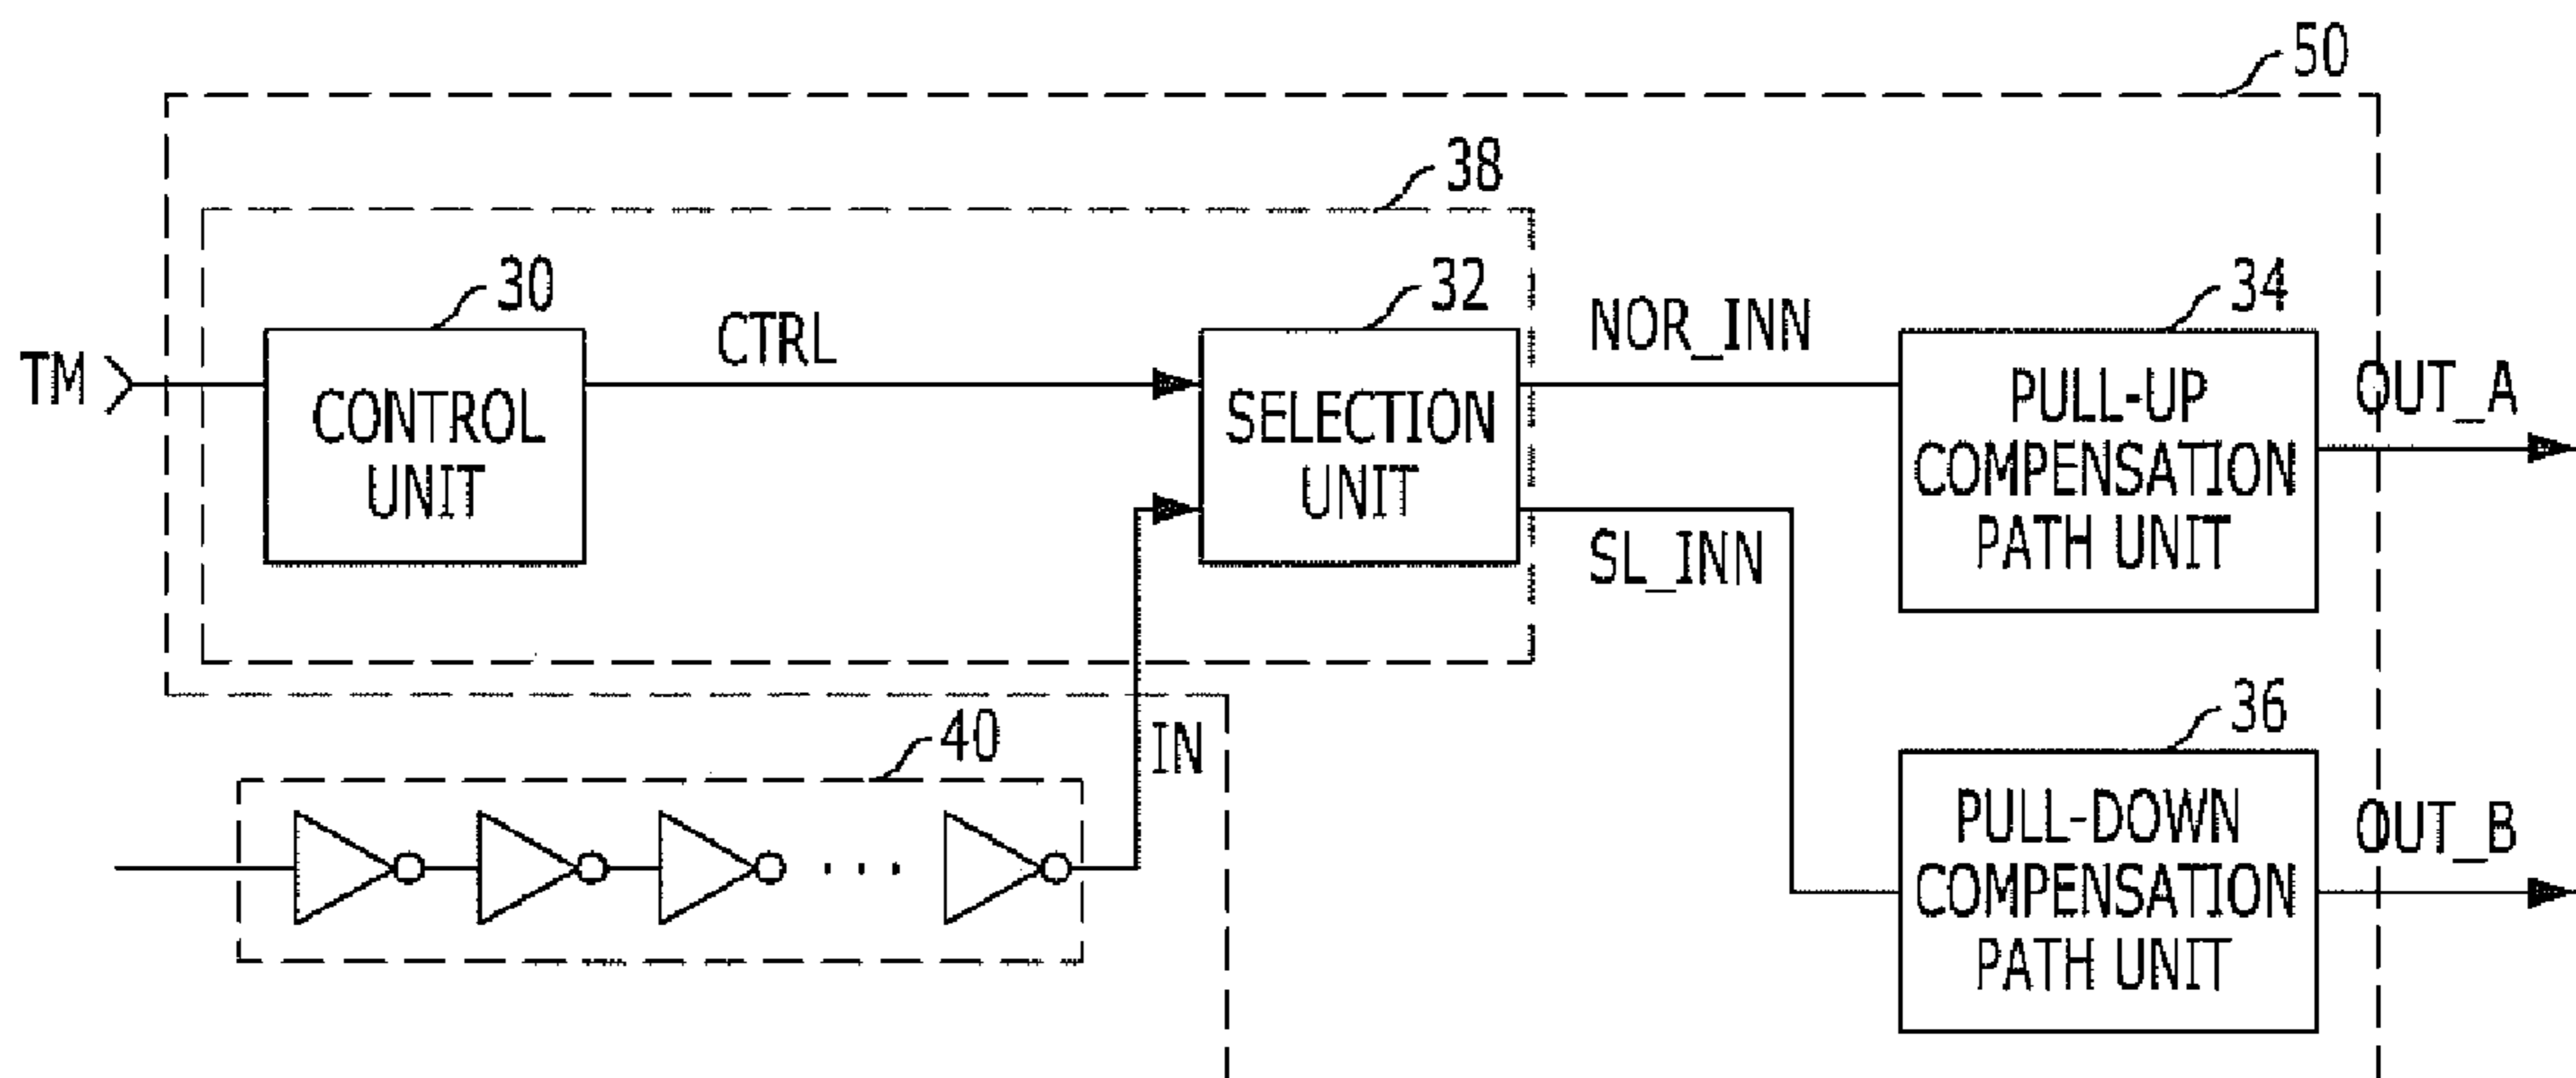 50
38
30
32
34
TM
CTRL
NOR_INN
OUT_A
CONTROL
UNIT
SELECTION
UNIT
PULL-UP
COMPENSATION
PATH UNIT
SL_INN
40
IN
36
PULL-DOWN
COMPENSATION
PATH UNIT
OUT_B